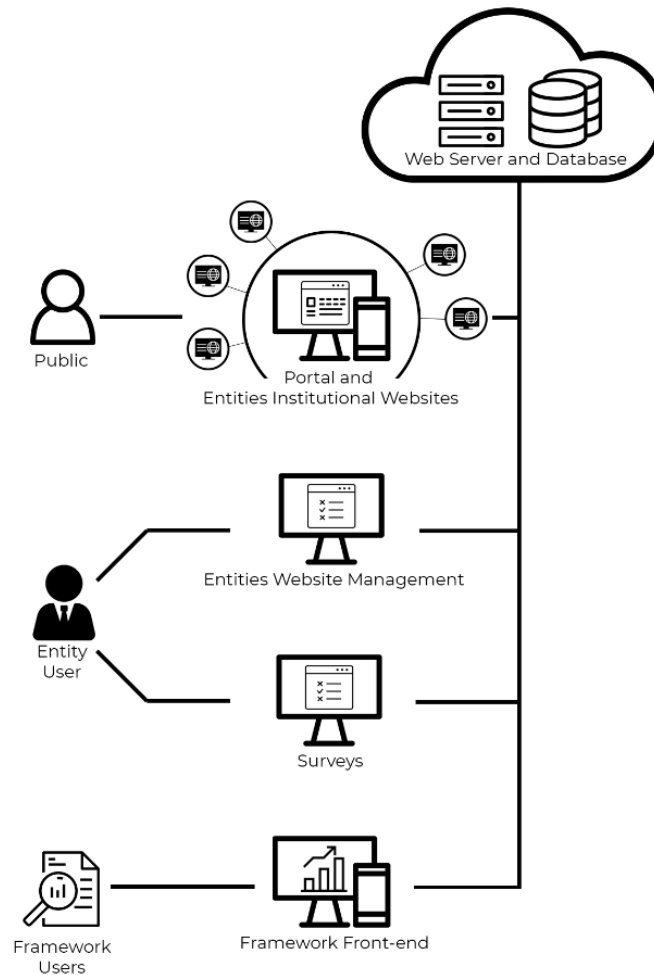 Web Server and Database
Public
Portal and
Entities Institutional Websites
Entities Website Management
Entity
User
Surveys
Framework
Users
Framework Front-end